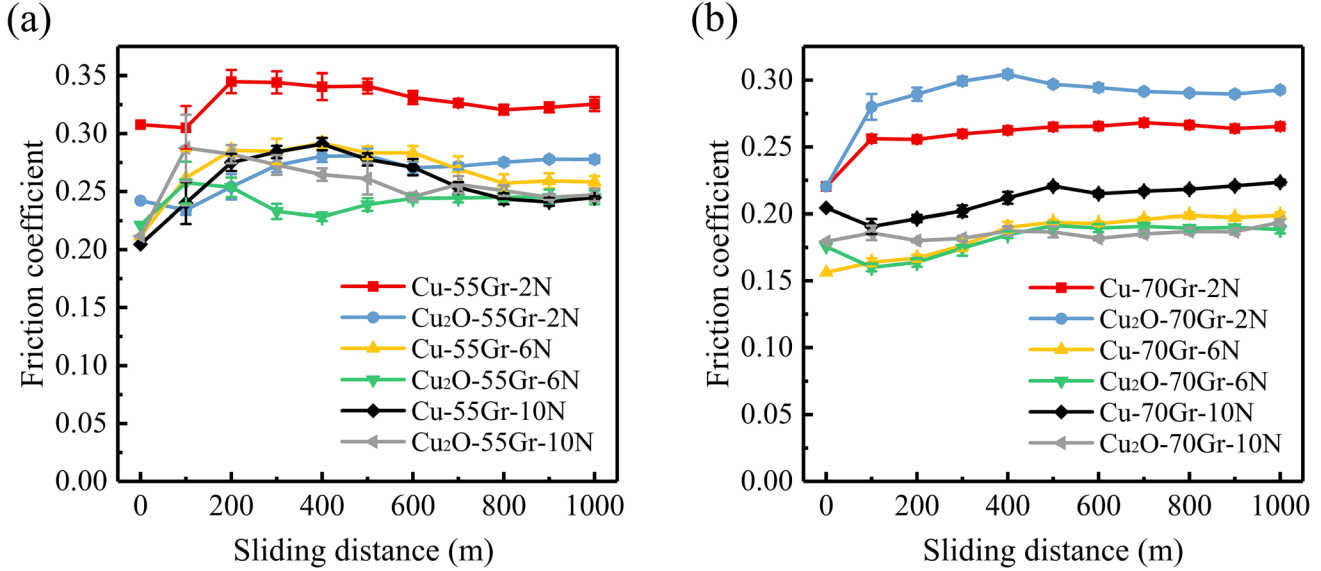 (a)
Friction coefficient
0.35
0.30
0.25
0.20
0.15
0.10
0.05
0.00
Cu-55Gr-2N
Cu₂O-55Gr-2N
Cu-55Gr-6N
Cu₂O-55Gr-6N
Cu-55Gr-10N
Cu₂O-55Gr-10N
0 200 400 600 800 1000
Sliding distance (m)
(b)
Friction coefficient
0.30
0.25
0.20
0.15
0.10
0.05
0.00
Cu-70Gr-2N
Cu₂O-70Gr-2N
Cu-70Gr-6N
Cu₂O-70Gr-6N
Cu-70Gr-10N
Cu₂O-70Gr-10N
0 200 400 600 800 1000
Sliding distance (m)